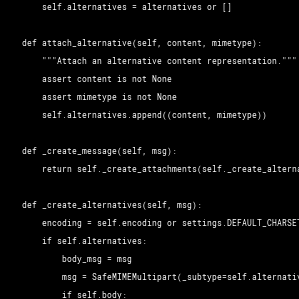 self.alternatives = alternatives or []
def attach_alternative(self, content, mimetype):
"""Attach an alternative content representation."""
assert content is not None
assert mimetype is not None
self.alternatives.append((content, mimetype))
def _create_message(self, msg):
return self._create_attachments(self._create_alterna
def _create_alternatives(self, msg):
encoding = self.encoding or settings.DEFAULT_CHARSET
if self.alternatives:
body_msg = msg
msg = SafeMIMEMultipart(_subtype=self.alternativ
if self.body: